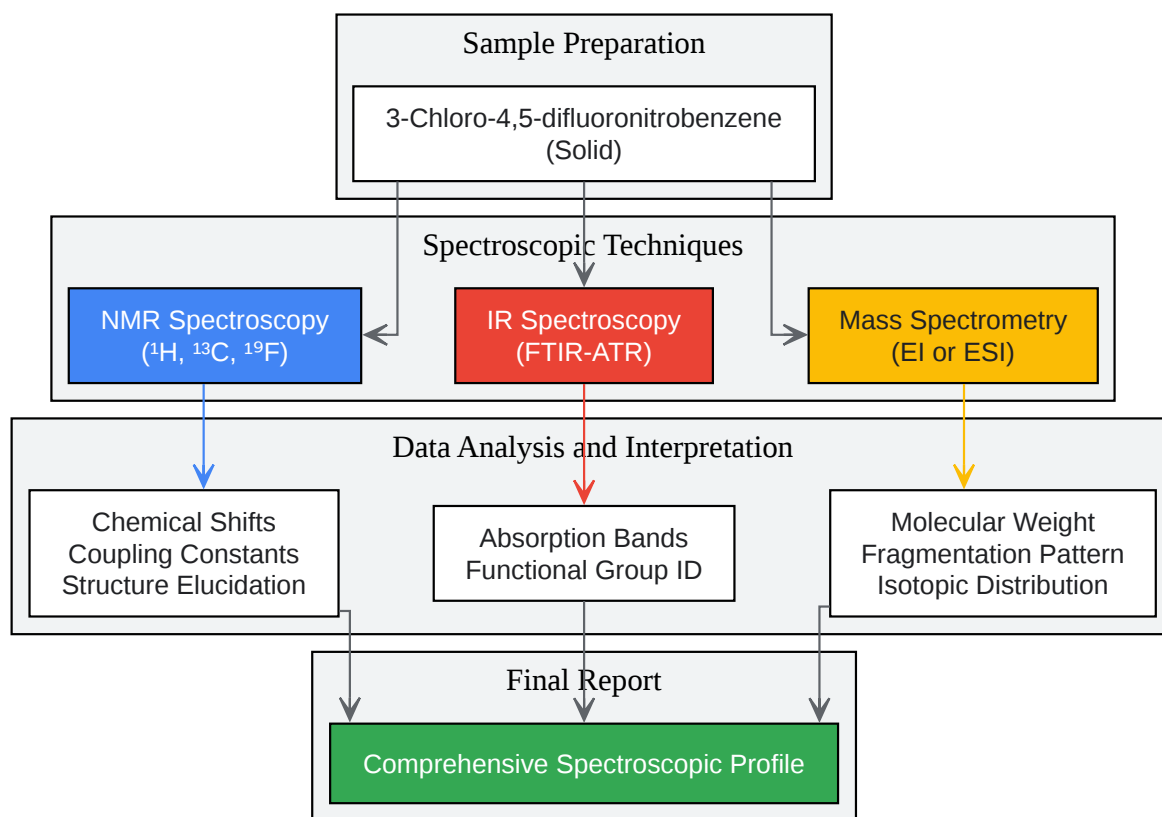 Sample Preparation
3-Chloro-4,5-difluoronitrobenzene
(Solid)
Spectroscopic Techniques
NMR Spectroscopy
(¹H, ¹³C, ¹⁹F)
IR Spectroscopy
(FTIR-ATR)
Mass Spectrometry
(EI or ESI)
Data Analysis and Interpretation
Chemical Shifts
Coupling Constants
Structure Elucidation
Absorption Bands
Functional Group ID
Molecular Weight
Fragmentation Pattern
Isotopic Distribution
Final Report
Comprehensive Spectroscopic Profile